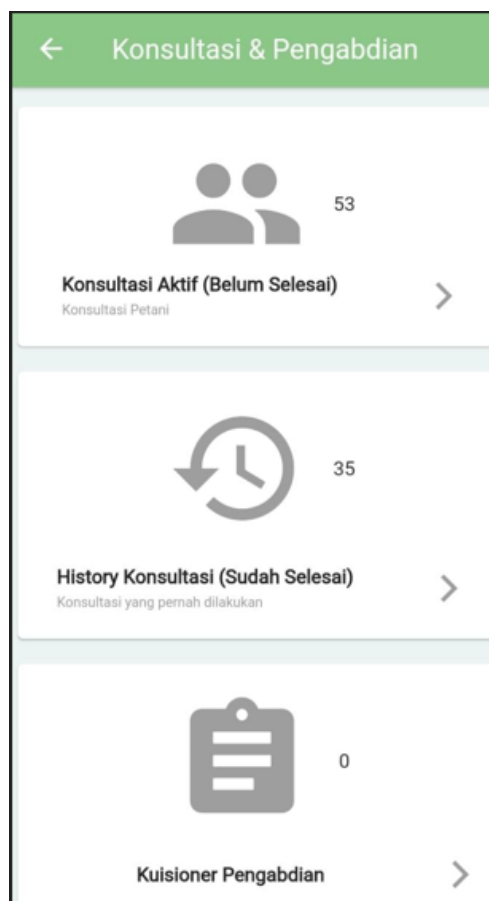 Konsultasi & Pengabdian
53
Konsultasi Aktif (Belum Selesai)
Konsultasi Petani
35
History Konsultasi (Sudah Selesai)
Konsultasi yang pernah dilakukan
0
Kuisioner Pengabdian